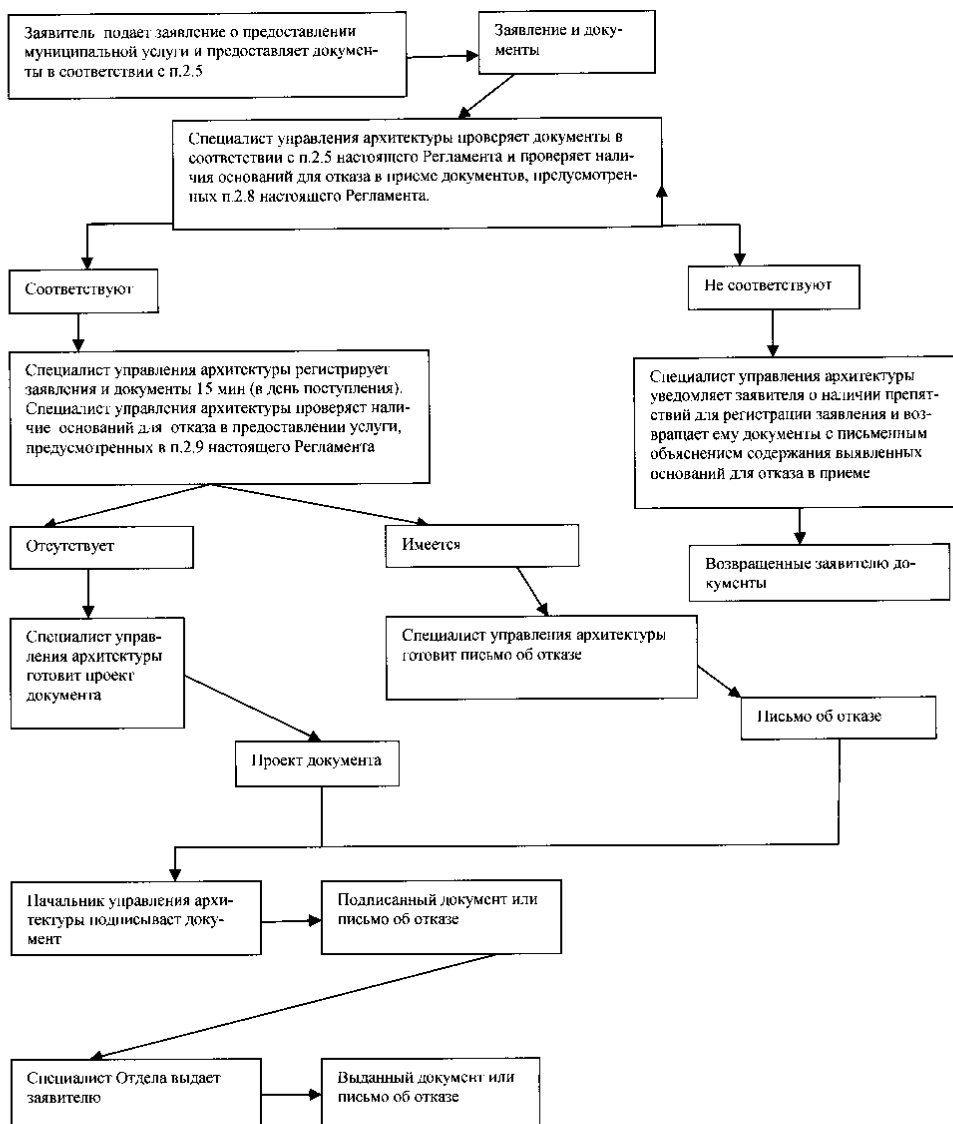 Заявитель подает заявление о предоставлении
муниципальной услуги и предоставляет докумен-
ты в соответствии с п.2.5
Заявление и доку-
менты
Специалист управления архитектуры проверяет документы в
соответствии с п.2.5 настоящего Регламента и проверяет нали-
чия оснований для отказа в приеме документов, предусмотрен-
ных п.2.8 настоящего Регламента.
Соответствуют
Не соответствуют
Специалист управления архитектуры регистрирует
заявления и документы 15 мин (в день поступления).
Специалист управления архитектуры проверяет нали-
чие оснований для отказа в предоставлении услуги,
предусмотренных в п.2.9 настоящего Регламента
Специалист управления архитектуры
уведомляет заявителя о наличии препят-
ствий для регистрации заявления и воз-
вращает ему документы с письменным
объяснением содержания выявленных
оснований для отказа в приеме
Отсутствует
Имеется
Возвращенные заявителю до-
кументы
Специалист управ-
ления архитектуры
готовит проект
документа
Специалист управления архитектуры
готовит письмо об отказе
Письмо об отказе
Проект документа
Начальник управления архи-
тектуры подписывает доку-
мент
Подписанный документ или
письмо об отказе
Специалист Отдела выдает
заявителю
Выданный документ или
письмо об отказе